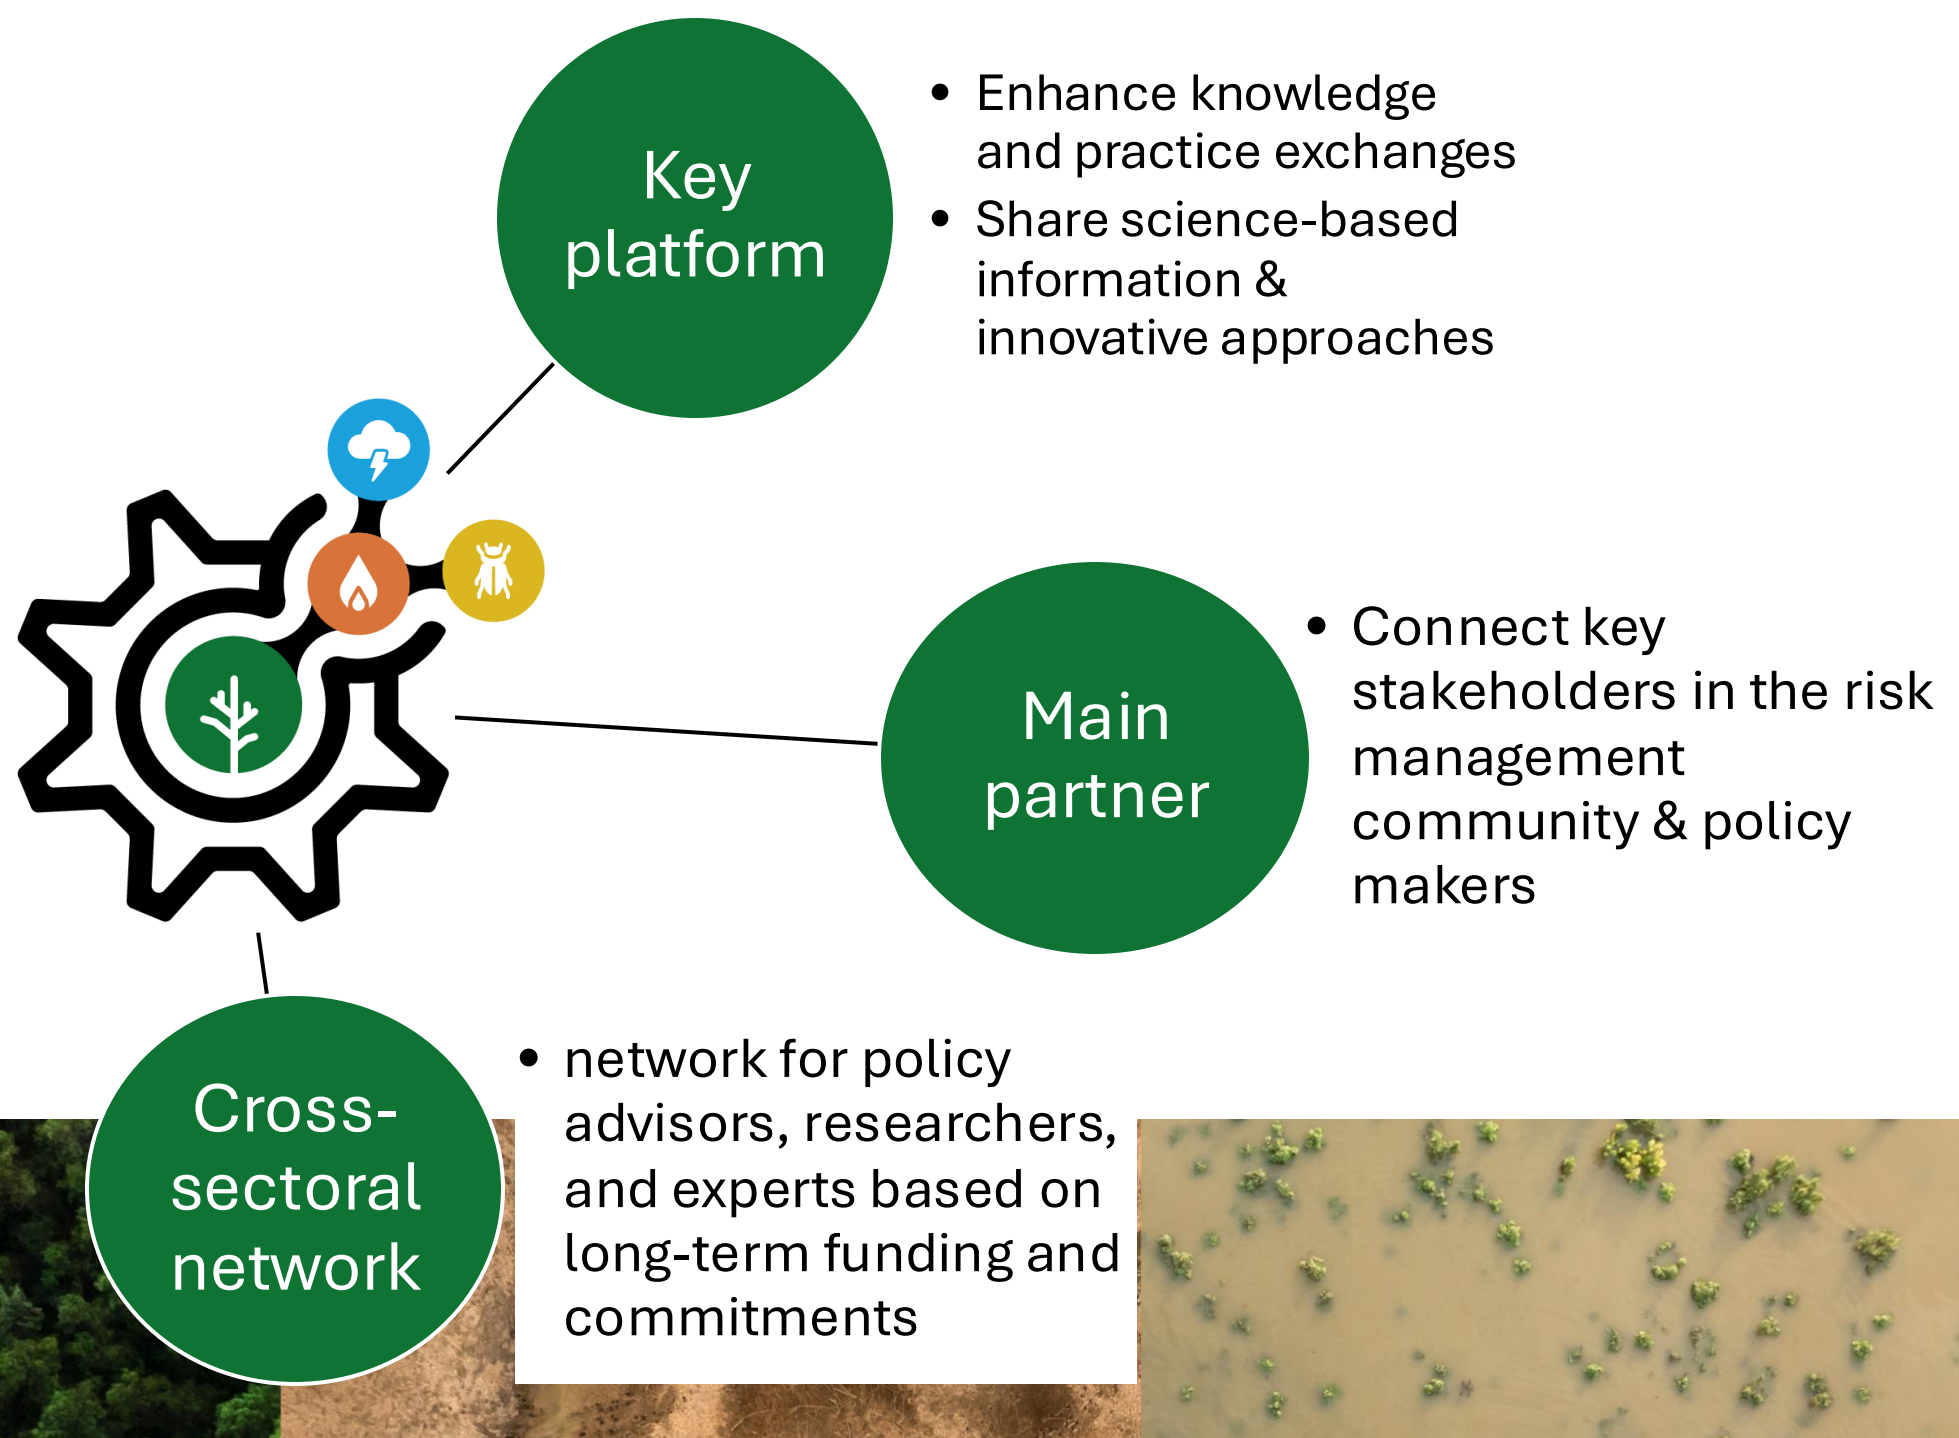 Key
platform
• Enhance knowledge
and practice exchanges
• Share science-based
information &
innovative approaches
Main
partner
• Connect key
stakeholders in the risk
management
community & policy
makers
Cross-
sectoral
network
• network for policy
advisors, researchers,
and experts based on
long-term funding and
commitments